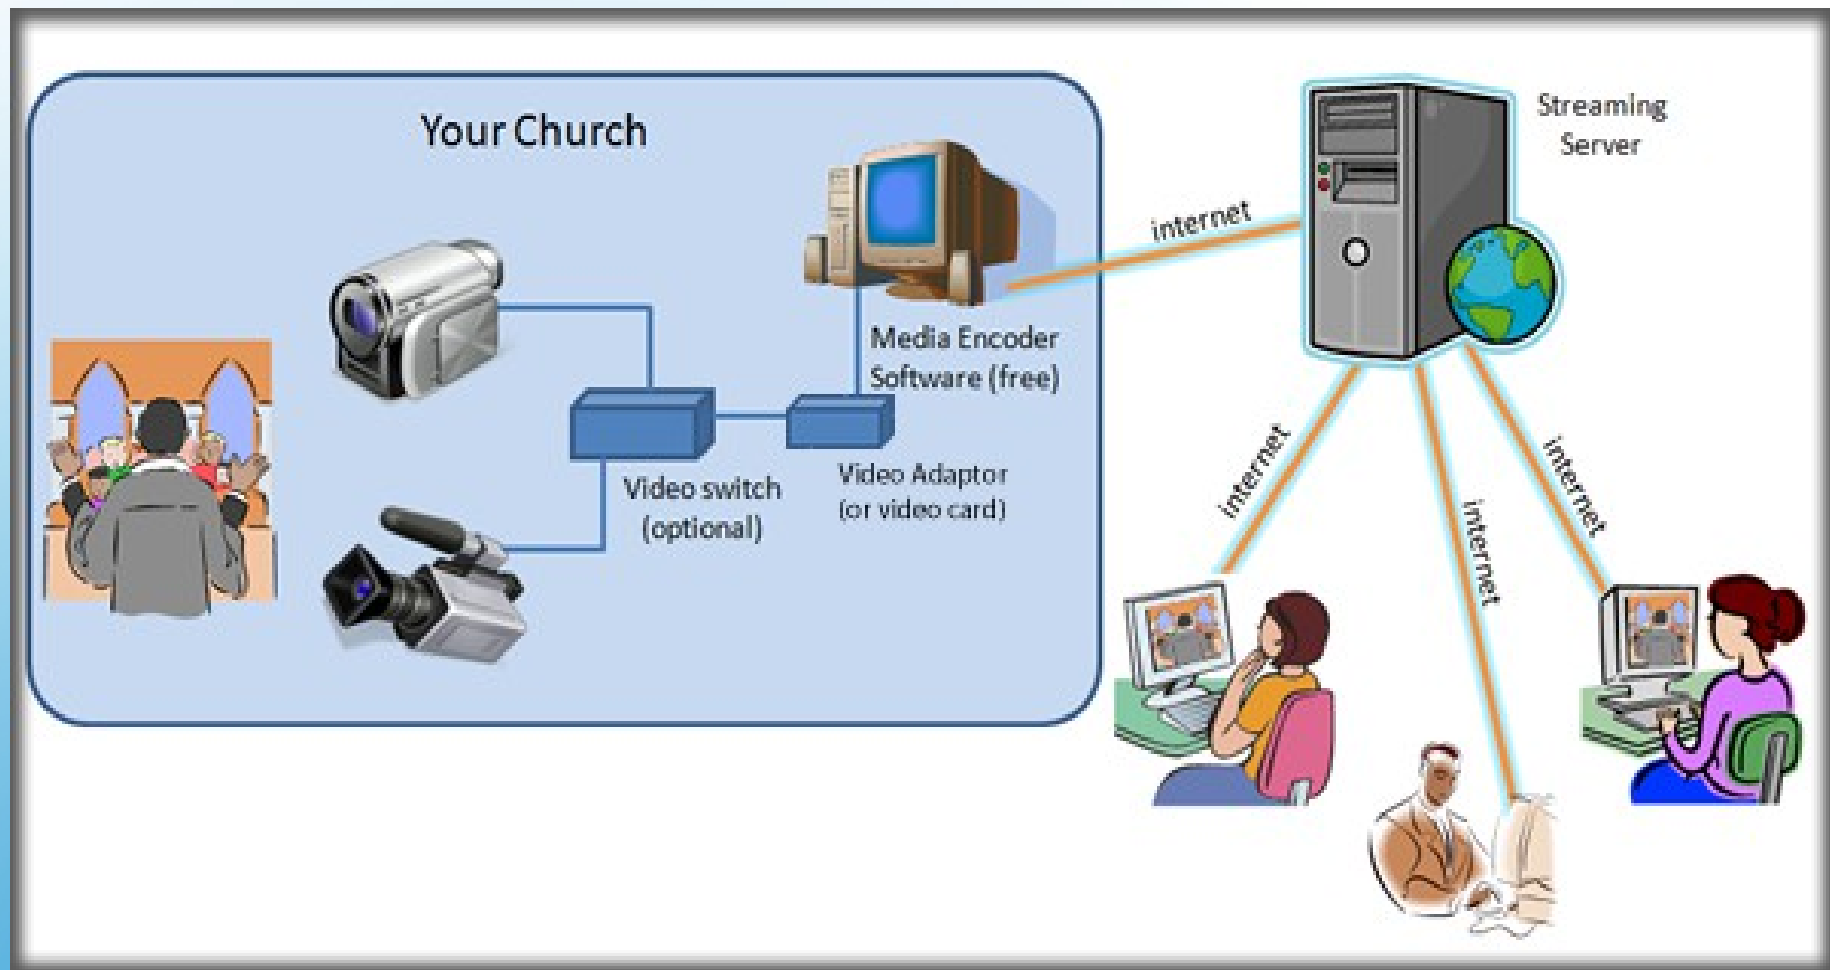 Your Church
Streaming
Server
internet
Media Encoder
Software (free)
Video switch
(optional)
Video Adaptor
(or video card)
internet
internet
internet